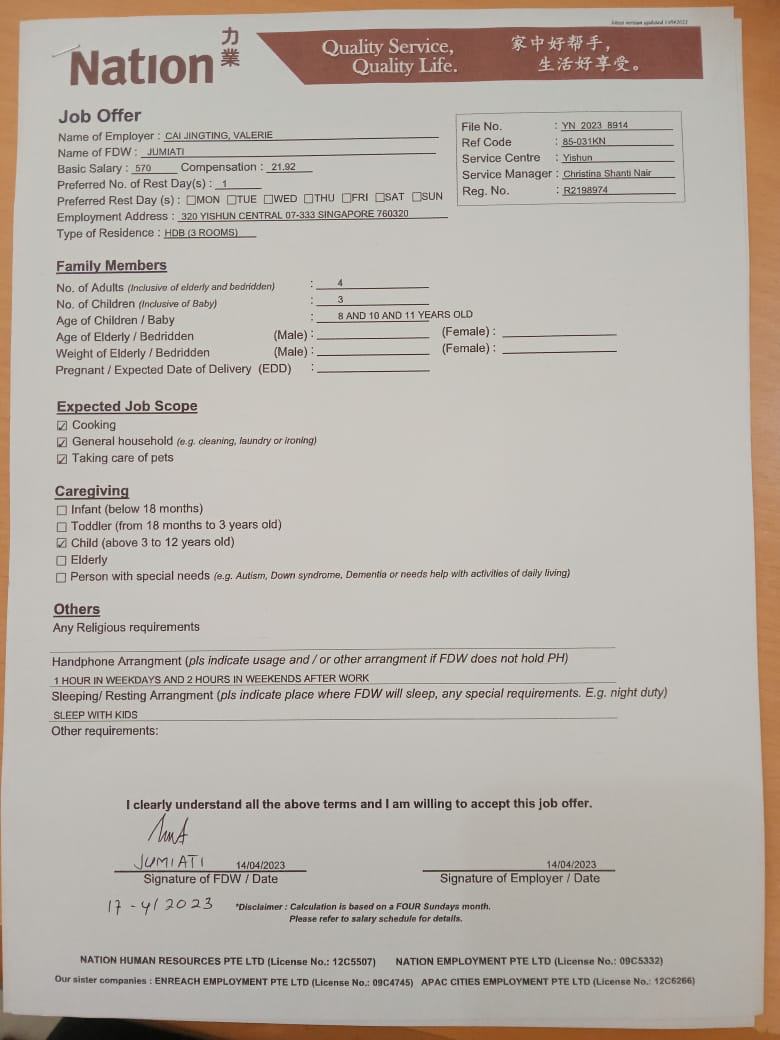 latest version updated 14062022
Nation 力業
Quality Service,
Quality Life.
家中好帮手,
生活好享受。
Job Offer
Name of Employer : CAI JINGTING, VALERIE
Name of FDW : JUMIATI
Basic Salary : 570 Compensation : 21.92
Preferred No. of Rest Day(s) : 1
Preferred Rest Day (s) : ☐MON ☐TUE ☐WED ☐THU ☐FRI ☐SAT ☐SUN
Employment Address : 320 YISHUN CENTRAL 07-333 SINGAPORE 760320
Type of Residence : HDB (3 ROOMS)
File No. : YN_2023_8914
Ref Code : 85-031KN
Service Centre : Yishun
Service Manager : Christina Shanti Nair
Reg. No. : R2198974
Family Members
No. of Adults (Inclusive of elderly and bedridden) : 4
No. of Children (Inclusive of Baby) : 3
Age of Children / Baby : 8 AND 10 AND 11 YEARS OLD
Age of Elderly / Bedridden (Male) : (Female) :
Weight of Elderly / Bedridden (Male) : (Female) :
Pregnant / Expected Date of Delivery (EDD) :
Expected Job Scope
☑ Cooking
☑ General household (e.g. cleaning, laundry or ironing)
☑ Taking care of pets
Caregiving
☐ Infant (below 18 months)
☐ Toddler (from 18 months to 3 years old)
☑ Child (above 3 to 12 years old)
☐ Elderly
☐ Person with special needs (e.g. Autism, Down syndrome, Dementia or needs help with activities of daily living)
Others
Any Religious requirements
Handphone Arrangment (pls indicate usage and / or other arrangment if FDW does not hold PH)
1 HOUR IN WEEKDAYS AND 2 HOURS IN WEEKENDS AFTER WORK
Sleeping/ Resting Arrangment (pls indicate place where FDW will sleep, any special requirements. E.g. night duty)
SLEEP WITH KIDS
Other requirements:
I clearly understand all the above terms and I am willing to accept this job offer.
JUMIATI 14/04/2023 14/04/2023
Signature of FDW / Date Signature of Employer / Date
17-4/2023
*Disclaimer : Calculation is based on a FOUR Sundays month.
Please refer to salary schedule for details.
NATION HUMAN RESOURCES PTE LTD (License No.: 12C5507) NATION EMPLOYMENT PTE LTD (License No.: 09C5332)
Our sister companies : ENREACH EMPLOYMENT PTE LTD (License No.: 09C4745) APAC CITIES EMPLOYMENT PTE LTD (License No.: 12C6266)